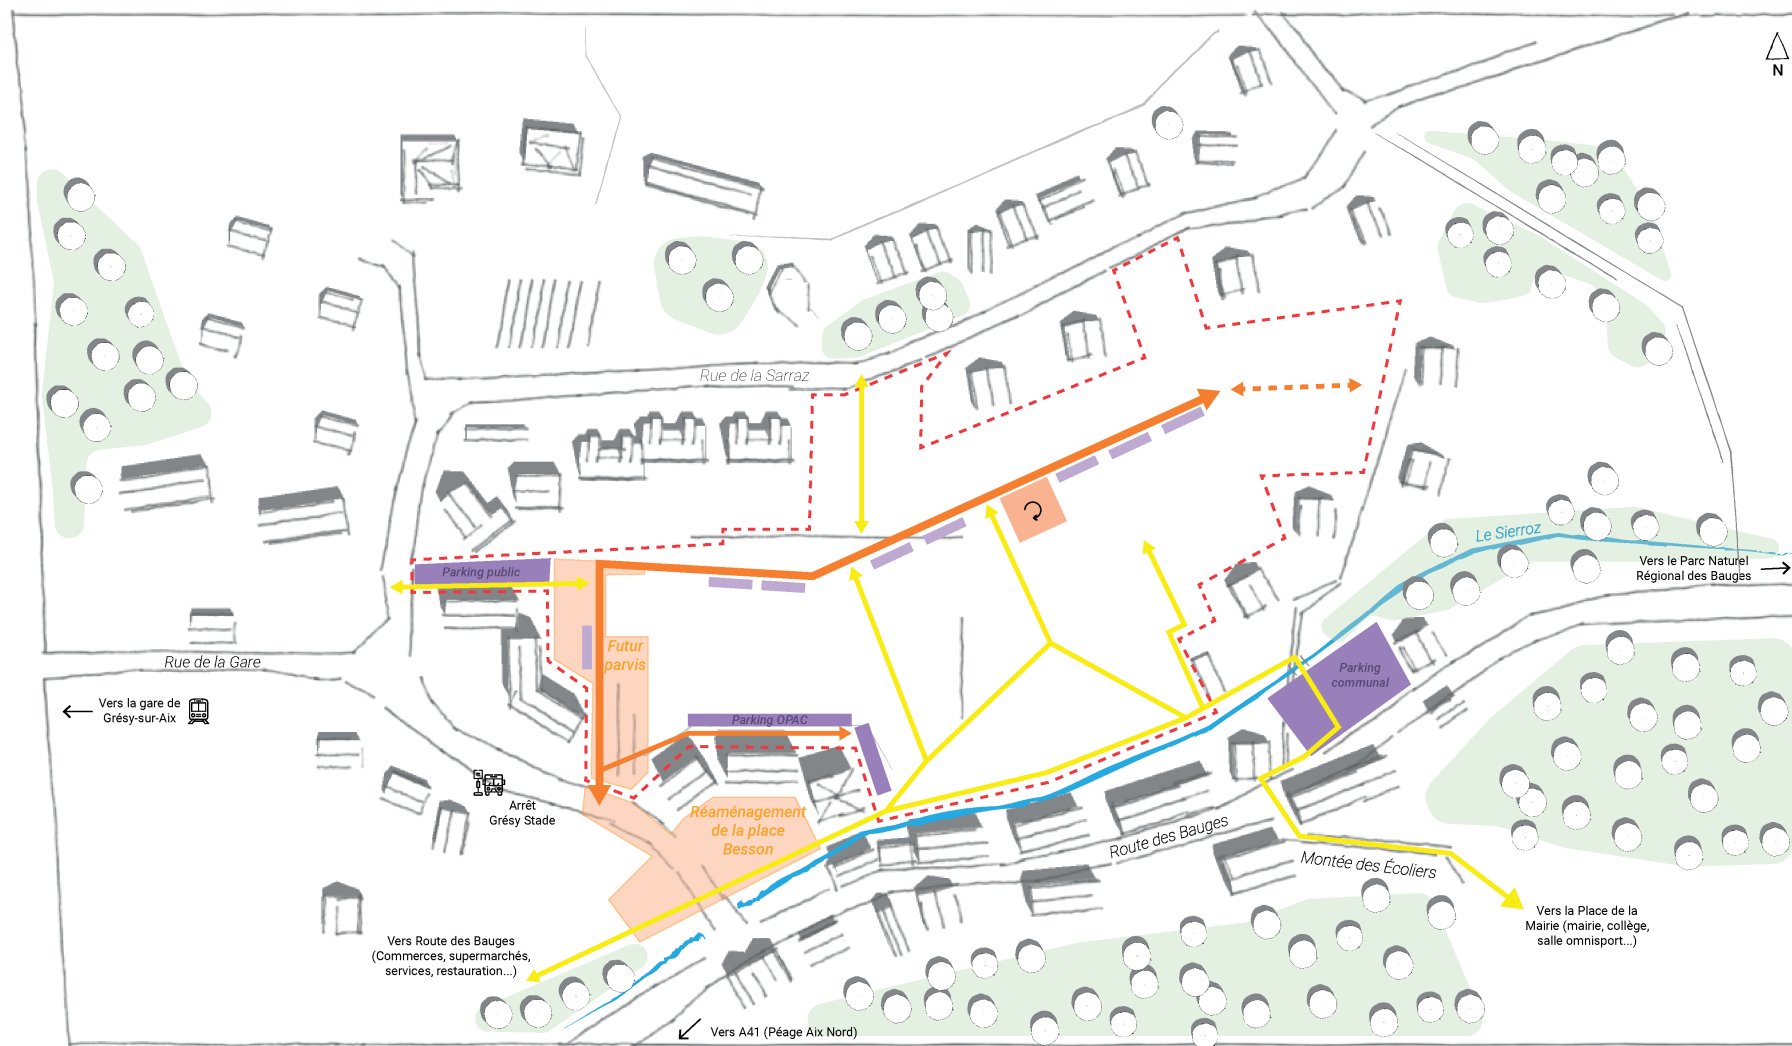 N
Rue de la Sarraz
Le Sierroz
Vers le Parc Naturel
Régional des Bauges
Parking public
Futur
parvis
Rue de la Gare
Parking
communal
Vers la gare de
Grésy-sur-Aix
Parking OPAC
Arrêt
Grésy Stade
Réaménagement
de la place
Besson
Route des Bauges
Montée des Écoliers
Vers la Place de la
Mairie (mairie, collège,
salle omnisport...)
Vers Route des Bauges
(Commerces, supermarchés,
services, restauration...)
Vers A41 (Péage Aix Nord)